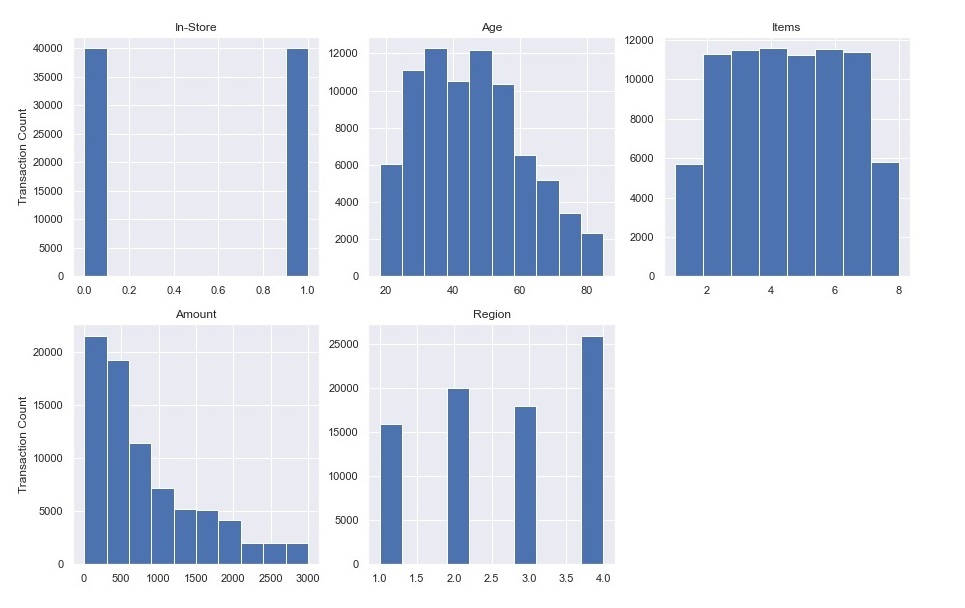 In-Store
Transaction Count
40000
35000
30000
25000
20000
15000
10000
5000
0
0.0 0.2 0.4 0.6 0.8 1.0
Age
12000
10000
8000
6000
4000
2000
0
20 40 60 80
Items
12000
10000
8000
6000
4000
2000
0
2 4 6 8
Amount
Transaction Count
20000
15000
10000
5000
0
0 500 1000 1500 2000 2500 3000
Region
25000
20000
15000
10000
5000
0
1.0 1.5 2.0 2.5 3.0 3.5 4.0